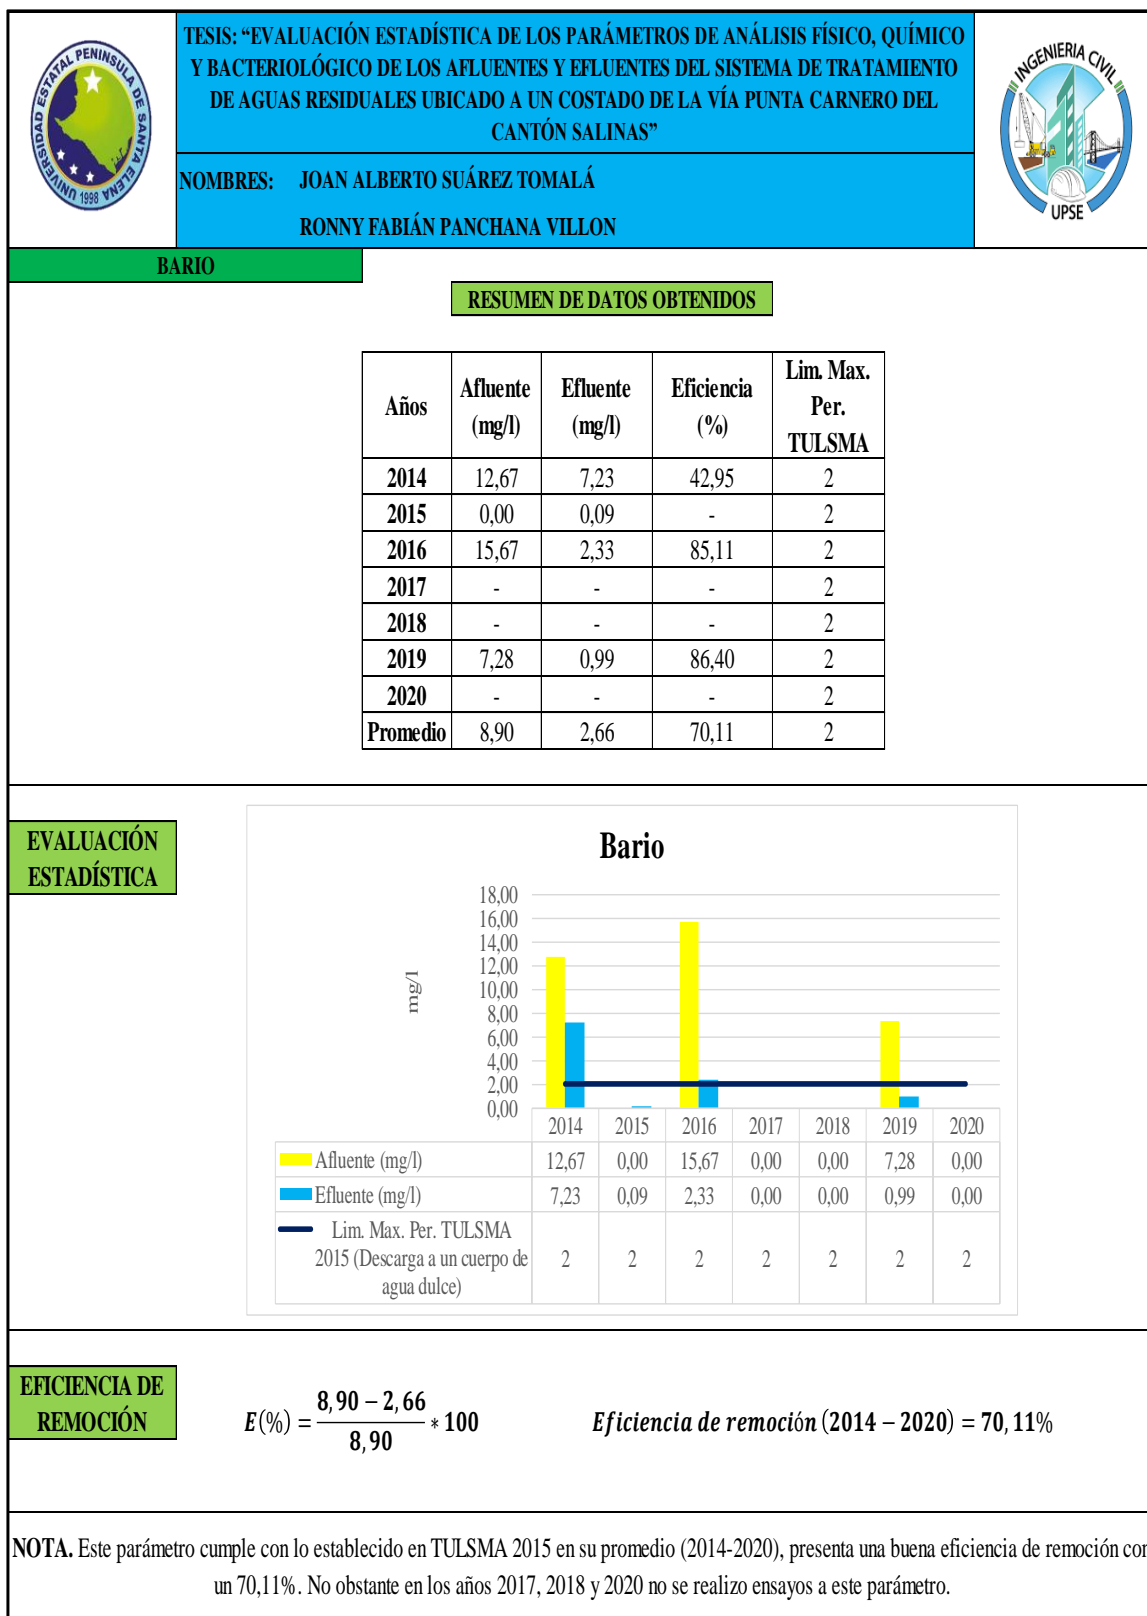 UNIVERSIDAD ESTATAL PENINSULA DE SANTA ELENA
1998
TESIS: “EVALUACIÓN ESTADÍSTICA DE LOS PARÁMETROS DE ANÁLISIS FÍSICO, QUÍMICO
Y BACTERIOLÓGICO DE LOS AFLUENTES Y EFLUENTES DEL SISTEMA DE TRATAMIENTO
DE AGUAS RESIDUALES UBICADO A UN COSTADO DE LA VÍA PUNTA CARNERO DEL
CANTÓN SALINAS”
INGENIERIA CIVIL
UPSE
NOMBRES: JOAN ALBERTO SUÁREZ TOMALÁ
RONNY FABIÁN PANCHANA VILLON
BARIO
RESUMEN DE DATOS OBTENIDOS
Años Afluente (mg/l) Efluente (mg/l) Eficiencia (%) Lim. Max. Per. TULSMA
2014 12,67 7,23 42,95 2
2015 0,00 0,09 - 2
2016 15,67 2,33 85,11 2
2017 - - - 2
2018 - - - 2
2019 7,28 0,99 86,40 2
2020 - - - 2
Promedio 8,90 2,66 70,11 2
EVALUACIÓN
ESTADÍSTICA
Bario
mg/l
18,00
16,00
14,00
12,00
10,00
8,00
6,00
4,00
2,00
0,00
2014 2015 2016 2017 2018 2019 2020
Afluente (mg/l) 12,67 0,00 15,67 0,00 0,00 7,28 0,00
Efluente (mg/l) 7,23 0,09 2,33 0,00 0,00 0,99 0,00
Lim. Max. Per. TULSMA
2015 (Descarga a un cuerpo de
agua dulce) 2 2 2 2 2 2 2
EFICIENCIA DE
REMOCIÓN
E(%) = (8,90 − 2,66) / 8,90 ∗ 100
Eficiencia de remoción (2014 − 2020) = 70,11%
NOTA. Este parámetro cumple con lo establecido en TULSMA 2015 en su promedio (2014-2020), presenta una buena eficiencia de remoción con
un 70,11%. No obstante en los años 2017, 2018 y 2020 no se realizo ensayos a este parámetro.